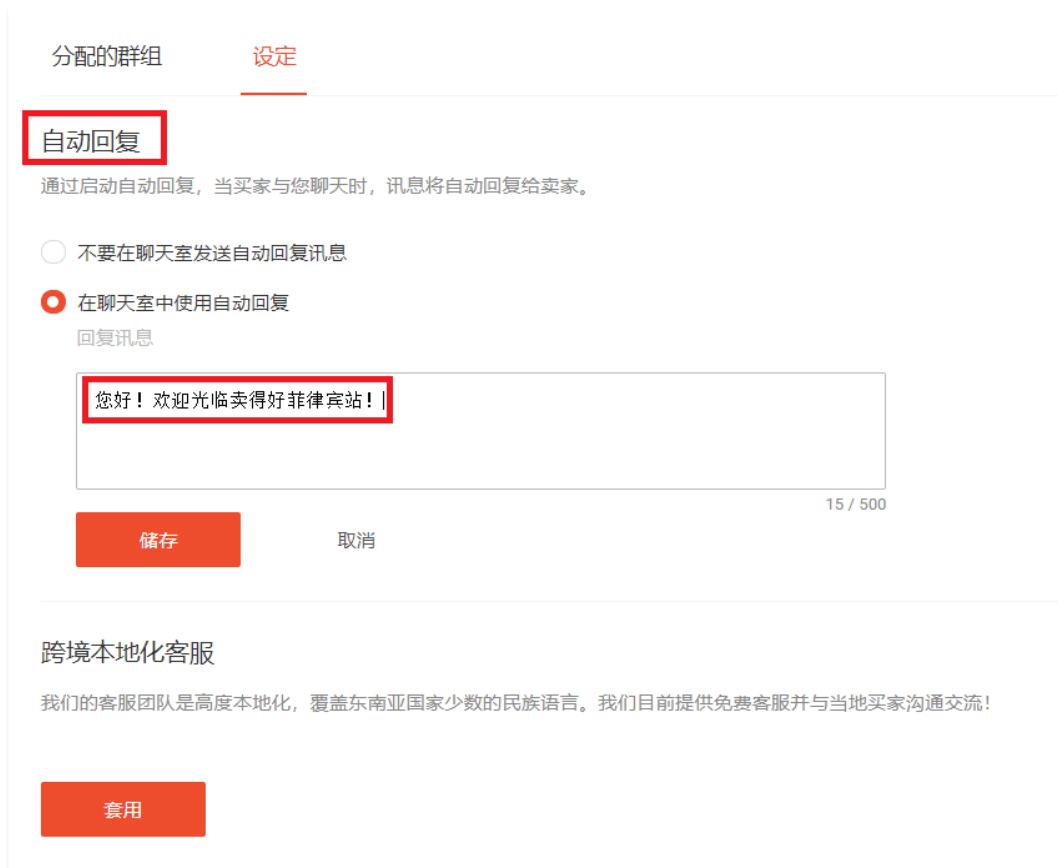 分配的群组 设定
自动回复
通过启动自动回复，当买家与您聊天时，讯息将自动回复给卖家。
不要在聊天室发送自动回复讯息
在聊天室中使用自动回复
回复讯息
您好！欢迎光临卖得好菲律宾站！
15 / 500
储存 取消
跨境本地化客服
我们的客服团队是高度本地化，覆盖东南亚国家少数的民族语言。我们目前提供免费客服并与当地买家沟通交流！
套用